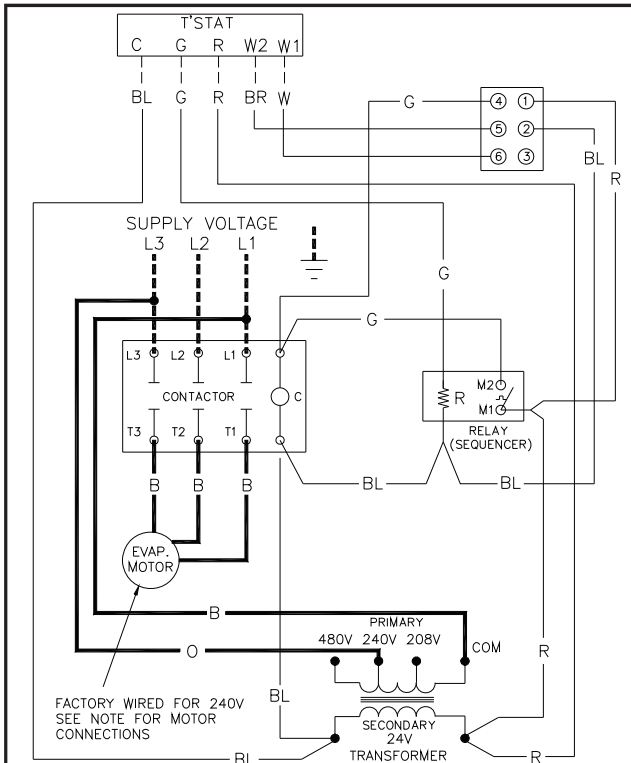 T'STAT
C G R W2 W1
BL G R BR W
G
4 1
5 2
6 3
BL
R
SUPPLY VOLTAGE
L3 L2 L1
G
G
L3 L2 L1
CONTACTOR
C
T3 T2 T1
R
M2
M1
RELAY
(SEQUENCER)
B B B
BL
BL
EVAP.
MOTOR
B
O
PRIMARY
480V 240V 208V
COM
R
FACTORY WIRED FOR 240V
SEE NOTE FOR MOTOR
CONNECTIONS
BL
SECONDARY
24V
TRANSFORMER
BL
R